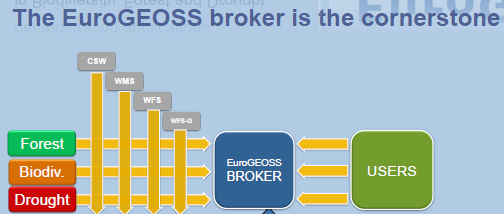 The EuroGEOSS broker is the cornerstone
CSW
WMS
WFS
WFS-G
Forest
Biodiv.
Drought
EuroGEOSS
BROKER
USERS